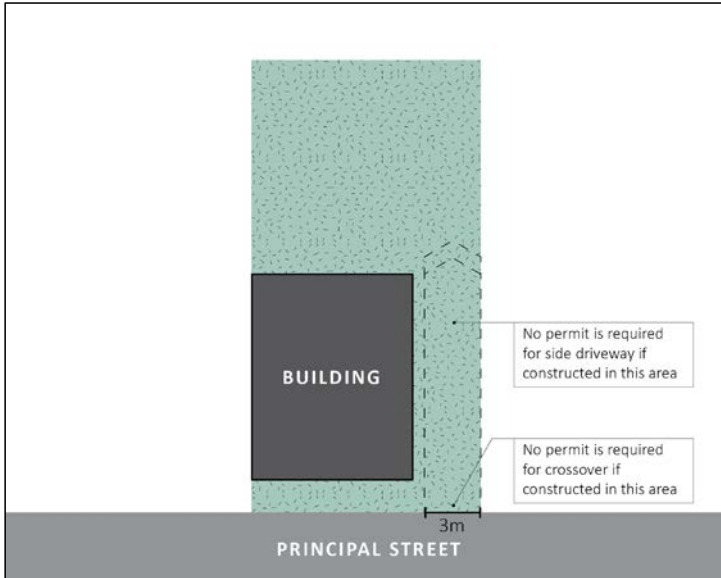 BUILDING
No permit is required
for side driveway if
constructed in this area
No permit is required
for crossover if
constructed in this area
3m
PRINCIPAL STREET